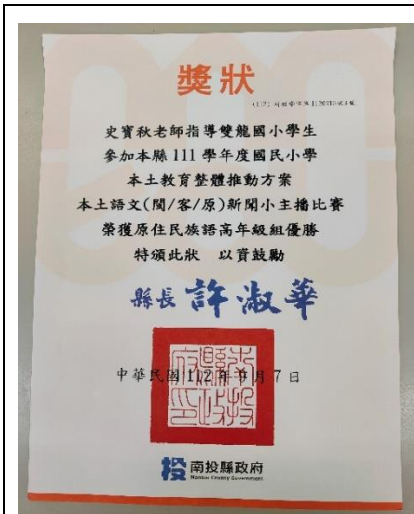 獎狀
史寶秋老師指導雙龍國小學生
參加本縣111學年度國民小學
本土教育整體推動方案
本土語文(閩/客/原)新聞小主播比賽
榮獲原住民族語高年級組優勝
特頒此狀 以資鼓勵
縣長 許淑華
中華民國112年 月7日
南投縣政府
Nantou County Government